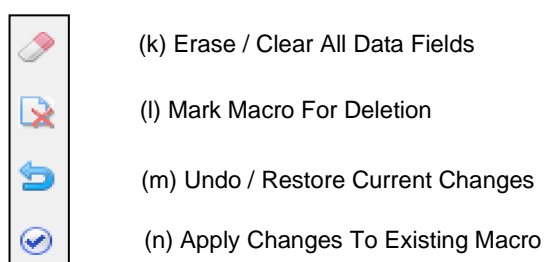 (k) Erase / Clear All Data Fields
(l) Mark Macro For Deletion
(m) Undo / Restore Current Changes
(n) Apply Changes To Existing Macro